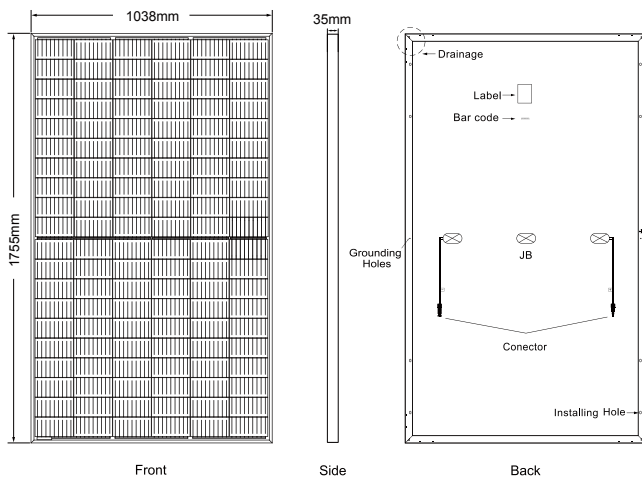 1038mm
35mm
1755mm
Drainage
Label
Bar code
Grounding
Holes
JB
Conector
Installing Hole
Front
Side
Back